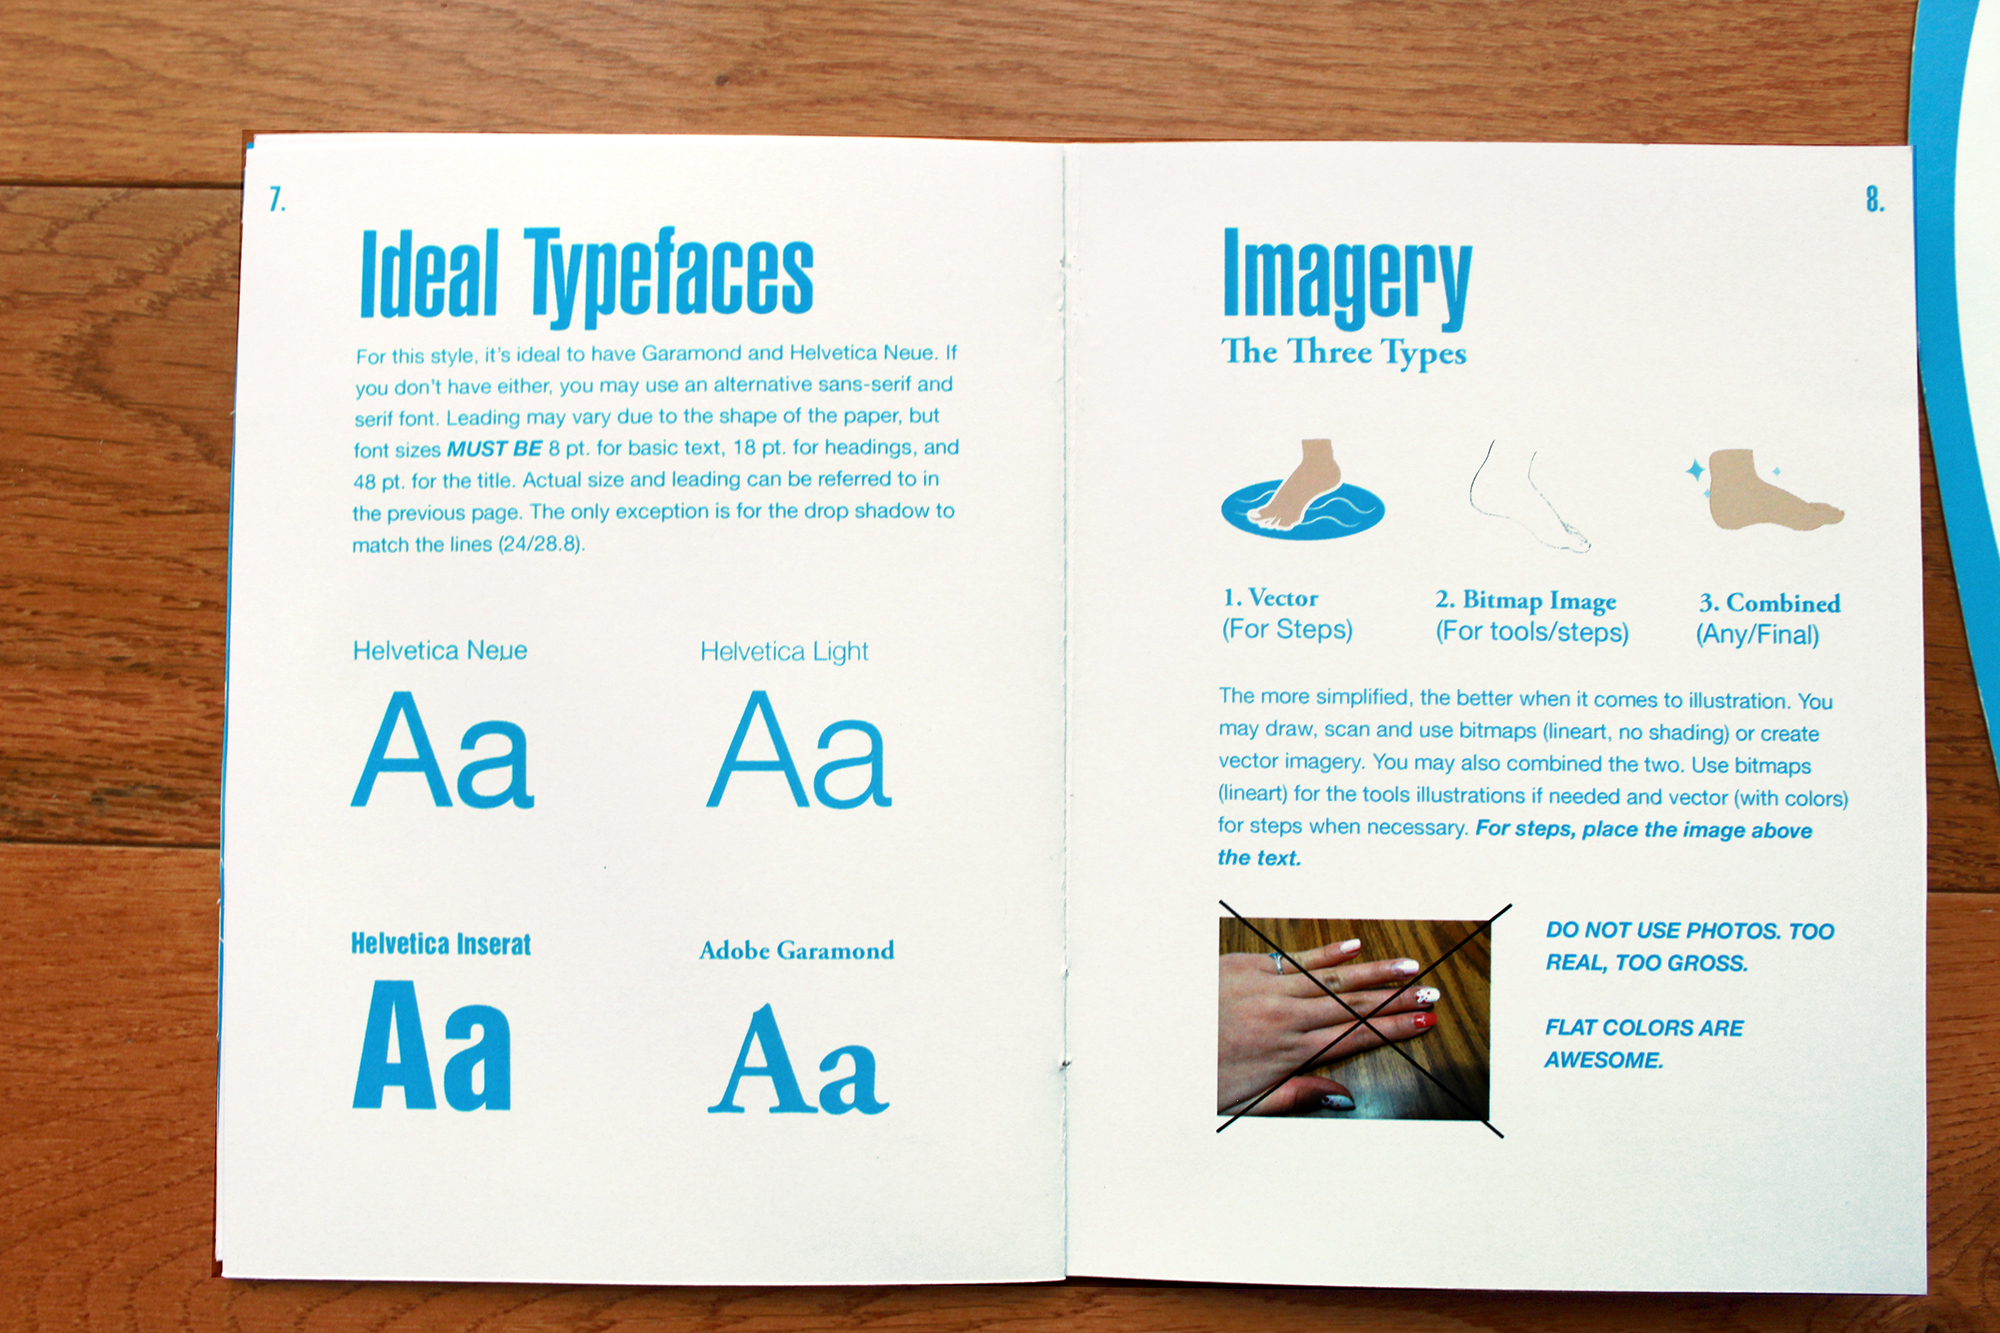 7.
Ideal Typefaces
For this style, it's ideal to have Garamond and Helvetica Neue. If
you don't have either, you may use an alternative sans-serif and
serif font. Leading may vary due to the shape of the paper, but
font sizes MUST BE 8 pt. for basic text, 18 pt. for headings, and
48 pt. for the title. Actual size and leading can be referred to in
the previous page. The only exception is for the drop shadow to
match the lines (24/28.8).
Helvetica Neue
Helvetica Light
Aa
Aa
Helvetica Inserat
Adobe Garamond
Aa
Aa
8.
Imagery
The Three Types
1. Vector
(For Steps)
2. Bitmap Image
(For tools/steps)
3. Combined
(Any/Final)
The more simplified, the better when it comes to illustration. You
may draw, scan and use bitmaps (lineart, no shading) or create
vector imagery. You may also combined the two. Use bitmaps
(lineart) for the tools illustrations if needed and vector (with colors)
for steps when necessary. For steps, place the image above
the text.
DO NOT USE PHOTOS. TOO
REAL, TOO GROSS.
FLAT COLORS ARE
AWESOME.